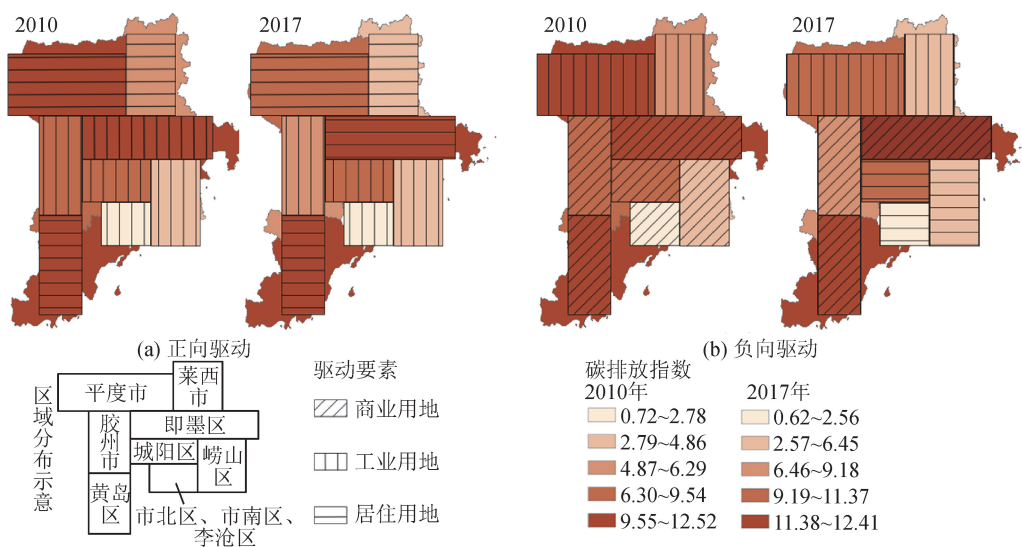 2010
2017
2010
2017
(a) 正向驱动
(b) 负向驱动
区域分布示意
平度市
莱西市
胶州市
即墨区
城阳区
崂山区
黄岛区
市北区、市南区、
李沧区
驱动要素
商业用地
工业用地
居住用地
碳排放指数
2010年
0.72~2.78
2.79~4.86
4.87~6.29
6.30~9.54
9.55~12.52
2017年
0.62~2.56
2.57~6.45
6.46~9.18
9.19~11.37
11.38~12.41